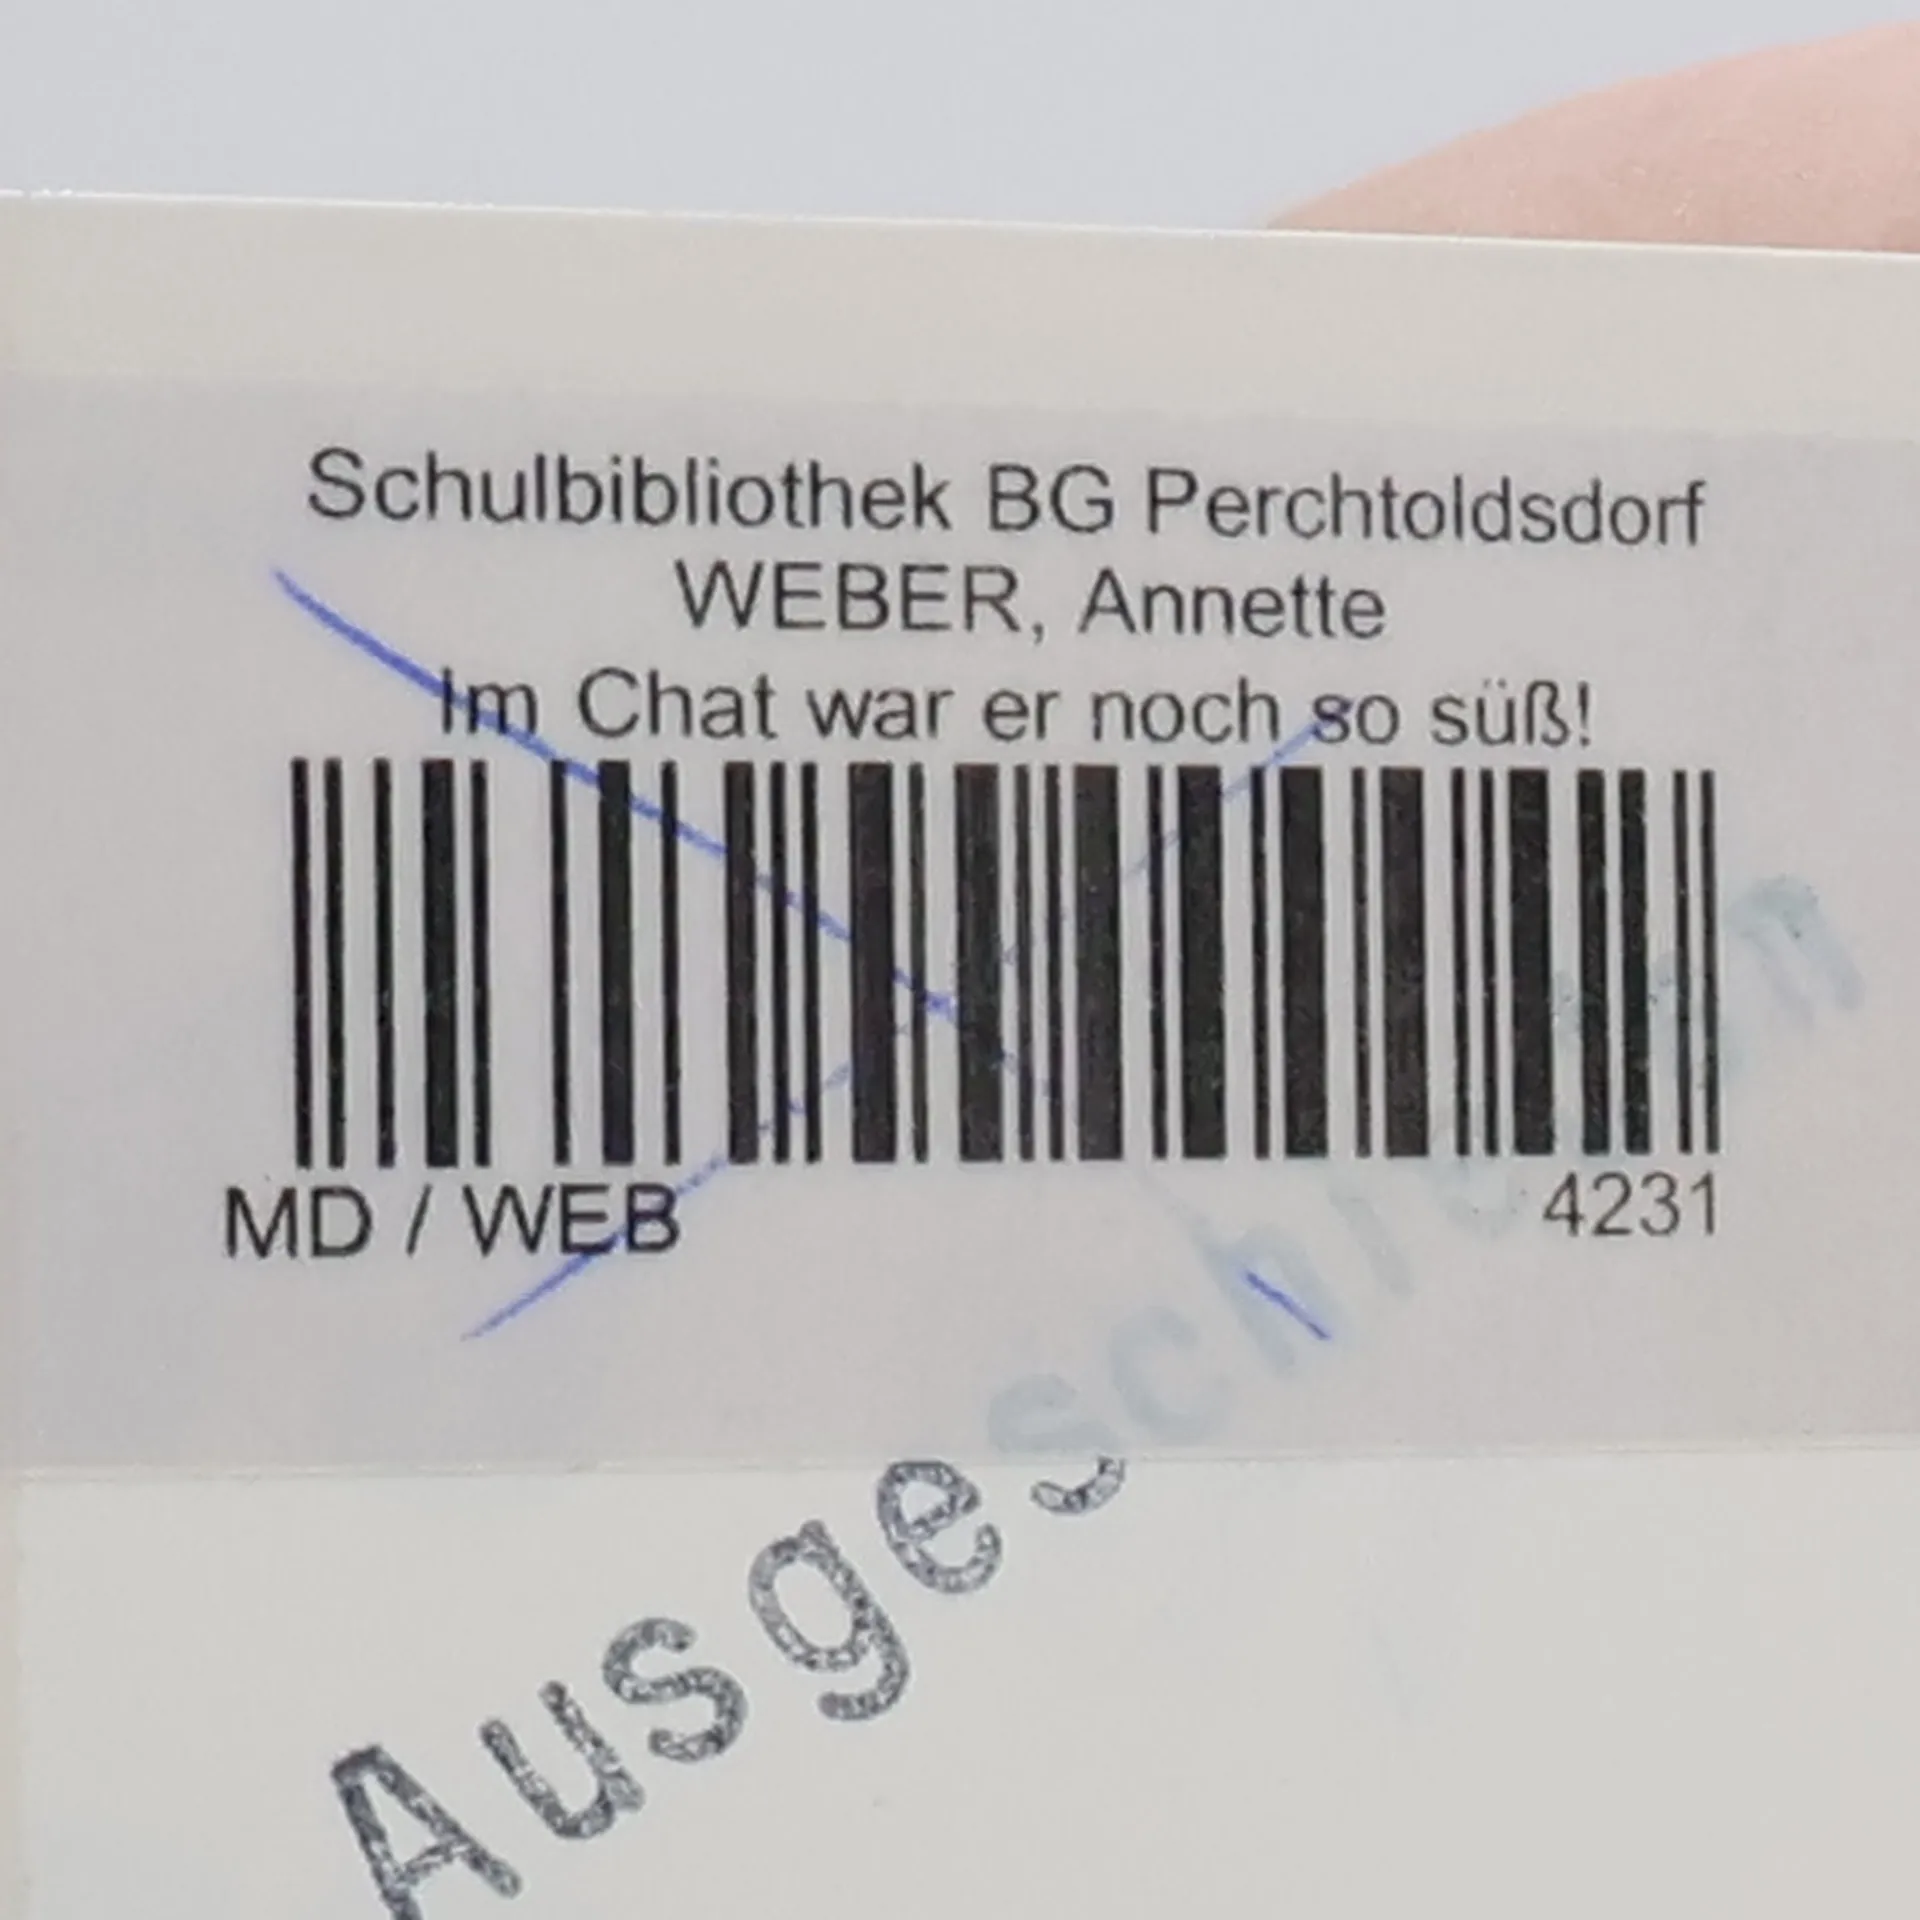 Schulbibliothek BG Perchtoldsdorf
WEBER, Annette
Im Chat war er noch so süß!
MD / WEB 4231
Ausgeschieden